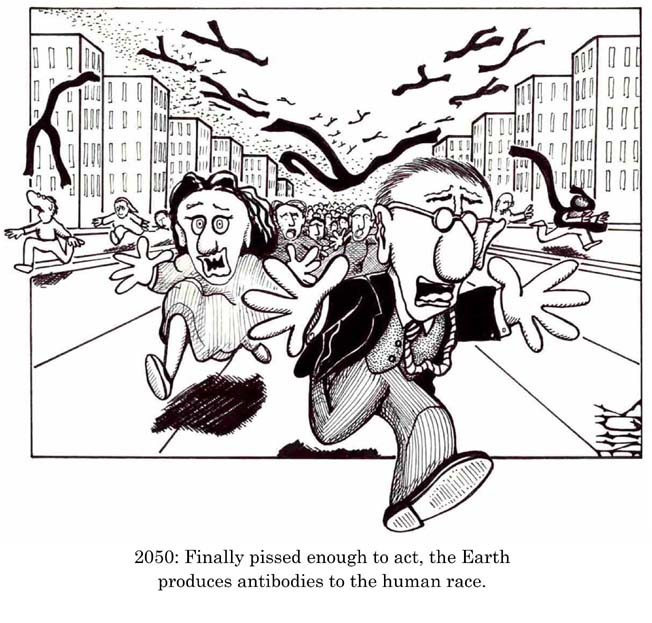 2050: Finally pissed enough to act, the Earth
produces antibodies to the human race.